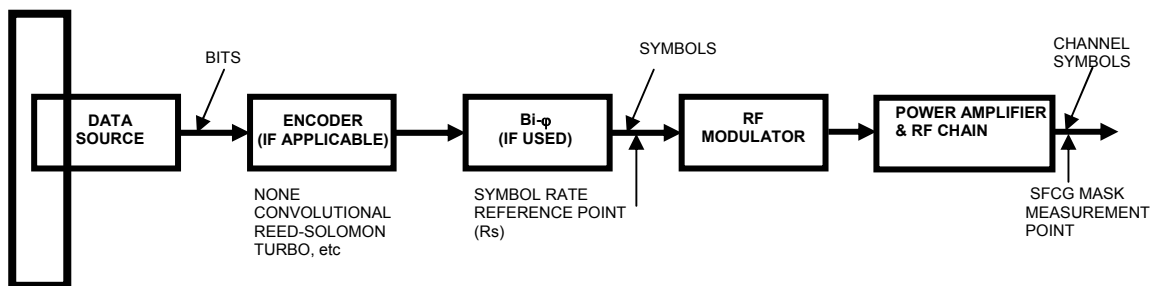 BITS
SYMBOLS
CHANNEL
SYMBOLS
DATA
SOURCE
ENCODER
(IF APPLICABLE)
Bi-φ
(IF USED)
RF
MODULATOR
POWER AMPLIFIER
& RF CHAIN
NONE
CONVOLUTIONAL
REED-SOLOMON
TURBO, etc
SYMBOL RATE
REFERENCE POINT
(Rs)
SFCG MASK
MEASUREMENT
POINT